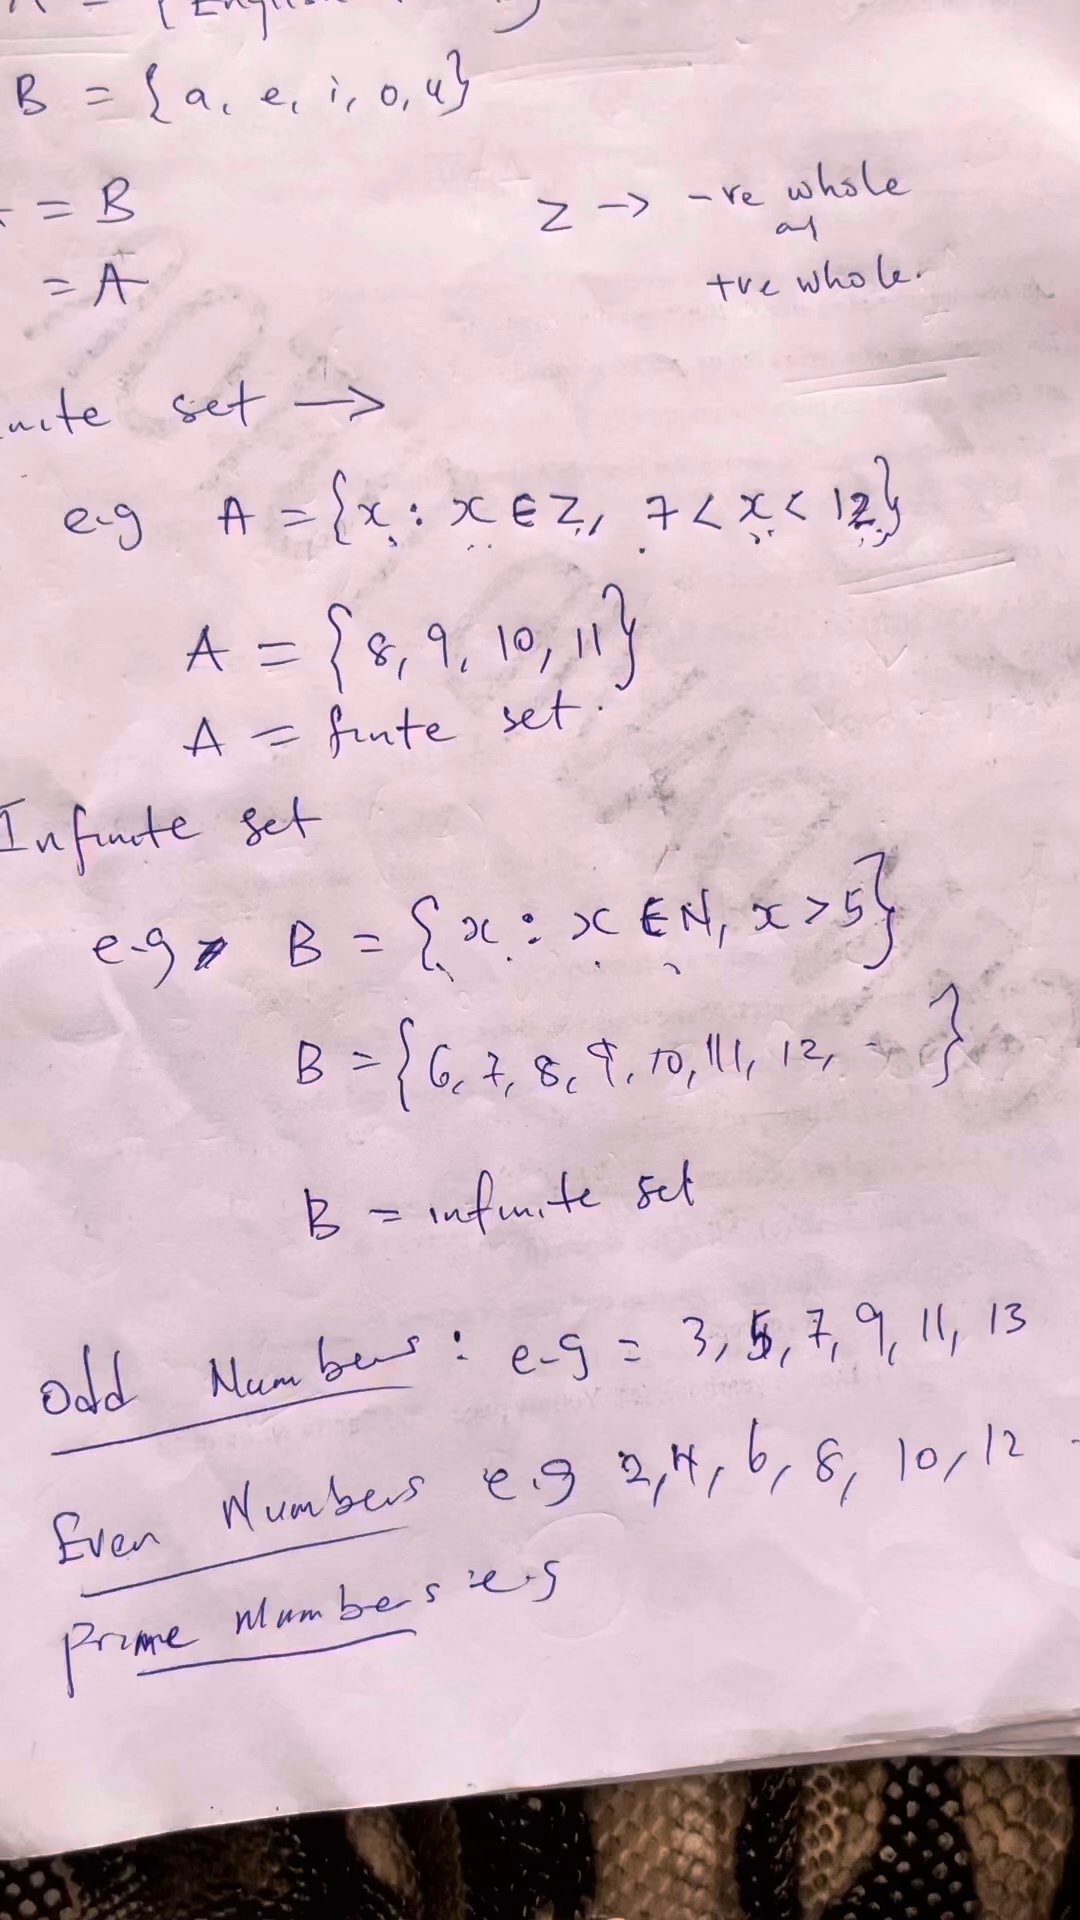 B = {a, e, i, o, u}
= B
Z → -ve whole
and
+ve whole.
= A
nite set →
e.g A = {x : x ∈ Z, 7 < x < 12}
A = {8, 9, 10, 11}
A = finite set.
Infinite set
e.g B = {x : x ∈ N, x > 5}
B = {6, 7, 8, 9, 10, 11, 12, - }
B = infinite set
Odd Numbers : e.g = 3, 5, 7, 9, 11, 13
Even Numbers e.g 2, 4, 6, 8, 10, 12
Prime Numbers e.g